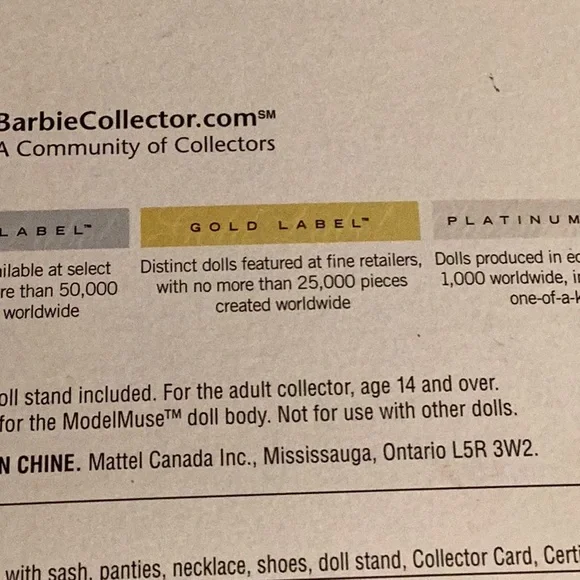 BarbieCollector.com℠
A Community of Collectors
LABEL™ GOLD LABEL™ PLATINUM
ilable at select Distinct dolls featured at fine retailers, Dolls produced in
re than 50,000 with no more than 25,000 pieces 1,000 worldwide,
worldwide created worldwide one-of-a-
oll stand included. For the adult collector, age 14 and over.
for the ModelMuse™ doll body. Not for use with other dolls.
N CHINE. Mattel Canada Inc., Mississauga, Ontario L5R 3W2.
with sash, panties, necklace, shoes, doll stand, Collector Card, Certi